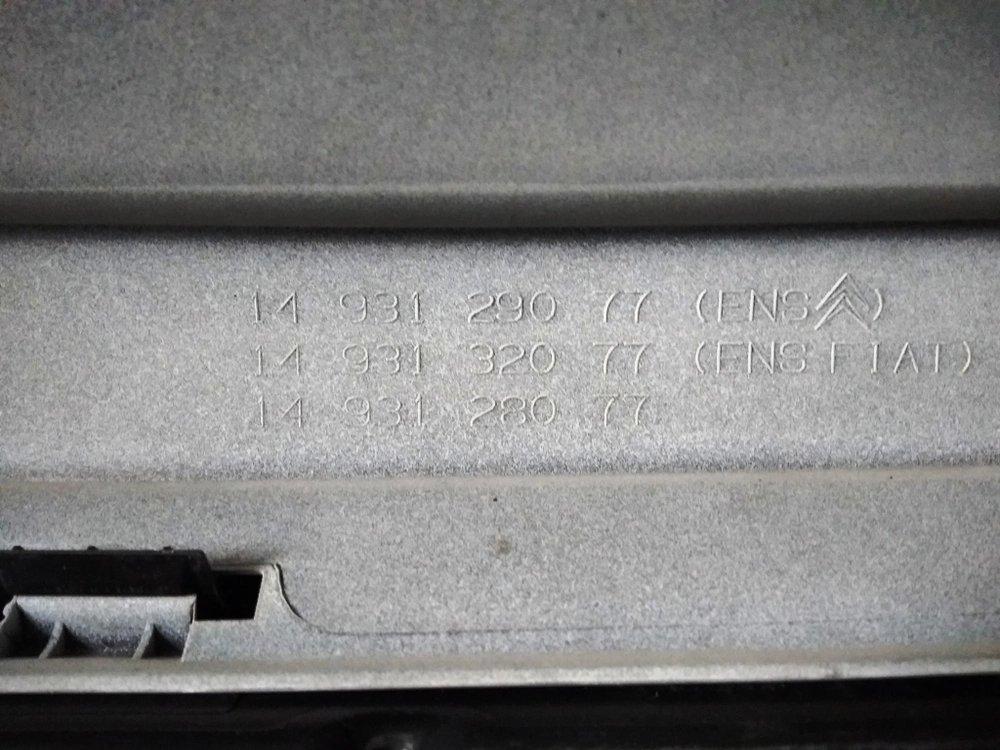 14 931 290 77 (ENS )
14 931 320 77 (ENS FIAT)
14 931 280 77